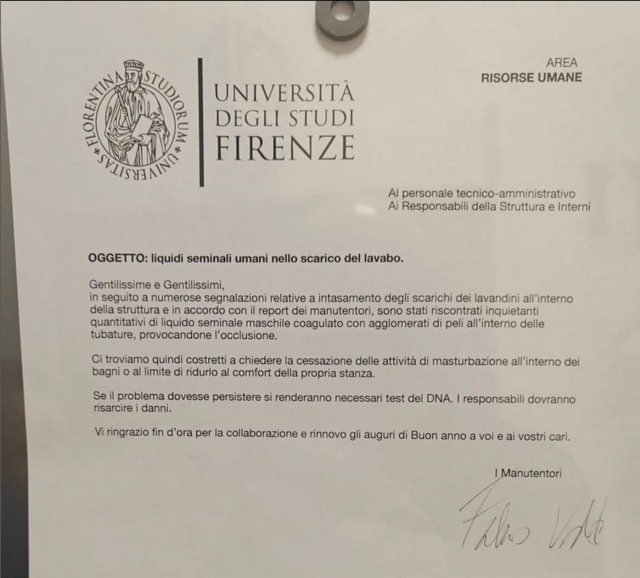 FLORENTINA STUDIORUM UNIVERSITAS
UNIVERSITÀ
DEGLI STUDI
FIRENZE
AREA
RISORSE UMANE
Al personale tecnico-amministrativo
Ai Responsabili della Struttura e Interni
OGGETTO: liquidi seminali umani nello scarico del lavabo.
Gentilissime e Gentilissimi,
in seguito a numerose segnalazioni relative a intasamento degli scarichi dei lavandini all'interno
della struttura e in accordo con il report dei manutentori, sono stati riscontrati inquietanti
quantitativi di liquido seminale maschile coagulato con agglomerati di peli all'interno delle
tubature, provocandone l'occlusione.
Ci troviamo quindi costretti a chiedere la cessazione delle attività di masturbazione all'interno dei
bagni o al limite di ridurlo al comfort della propria stanza.
Se il problema dovesse persistere si renderanno necessari test del DNA. I responsabili dovranno
risarcire i danni.
Vi ringrazio fin d'ora per la collaborazione e rinnovo gli auguri di Buon anno a voi e ai vostri cari.
I Manutentori